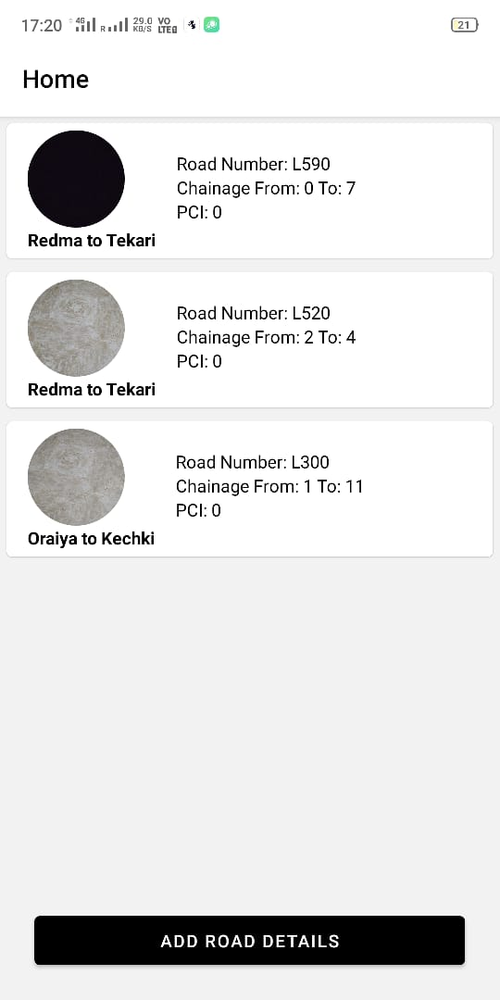 17:20 4G R 29.0 KB/S VO LTE 21
Home
Road Number: L590
Chainage From: 0 To: 7
PCI: 0
Redma to Tekari
Road Number: L520
Chainage From: 2 To: 4
PCI: 0
Redma to Tekari
Road Number: L300
Chainage From: 1 To: 11
PCI: 0
Oraiya to Kechki
ADD ROAD DETAILS